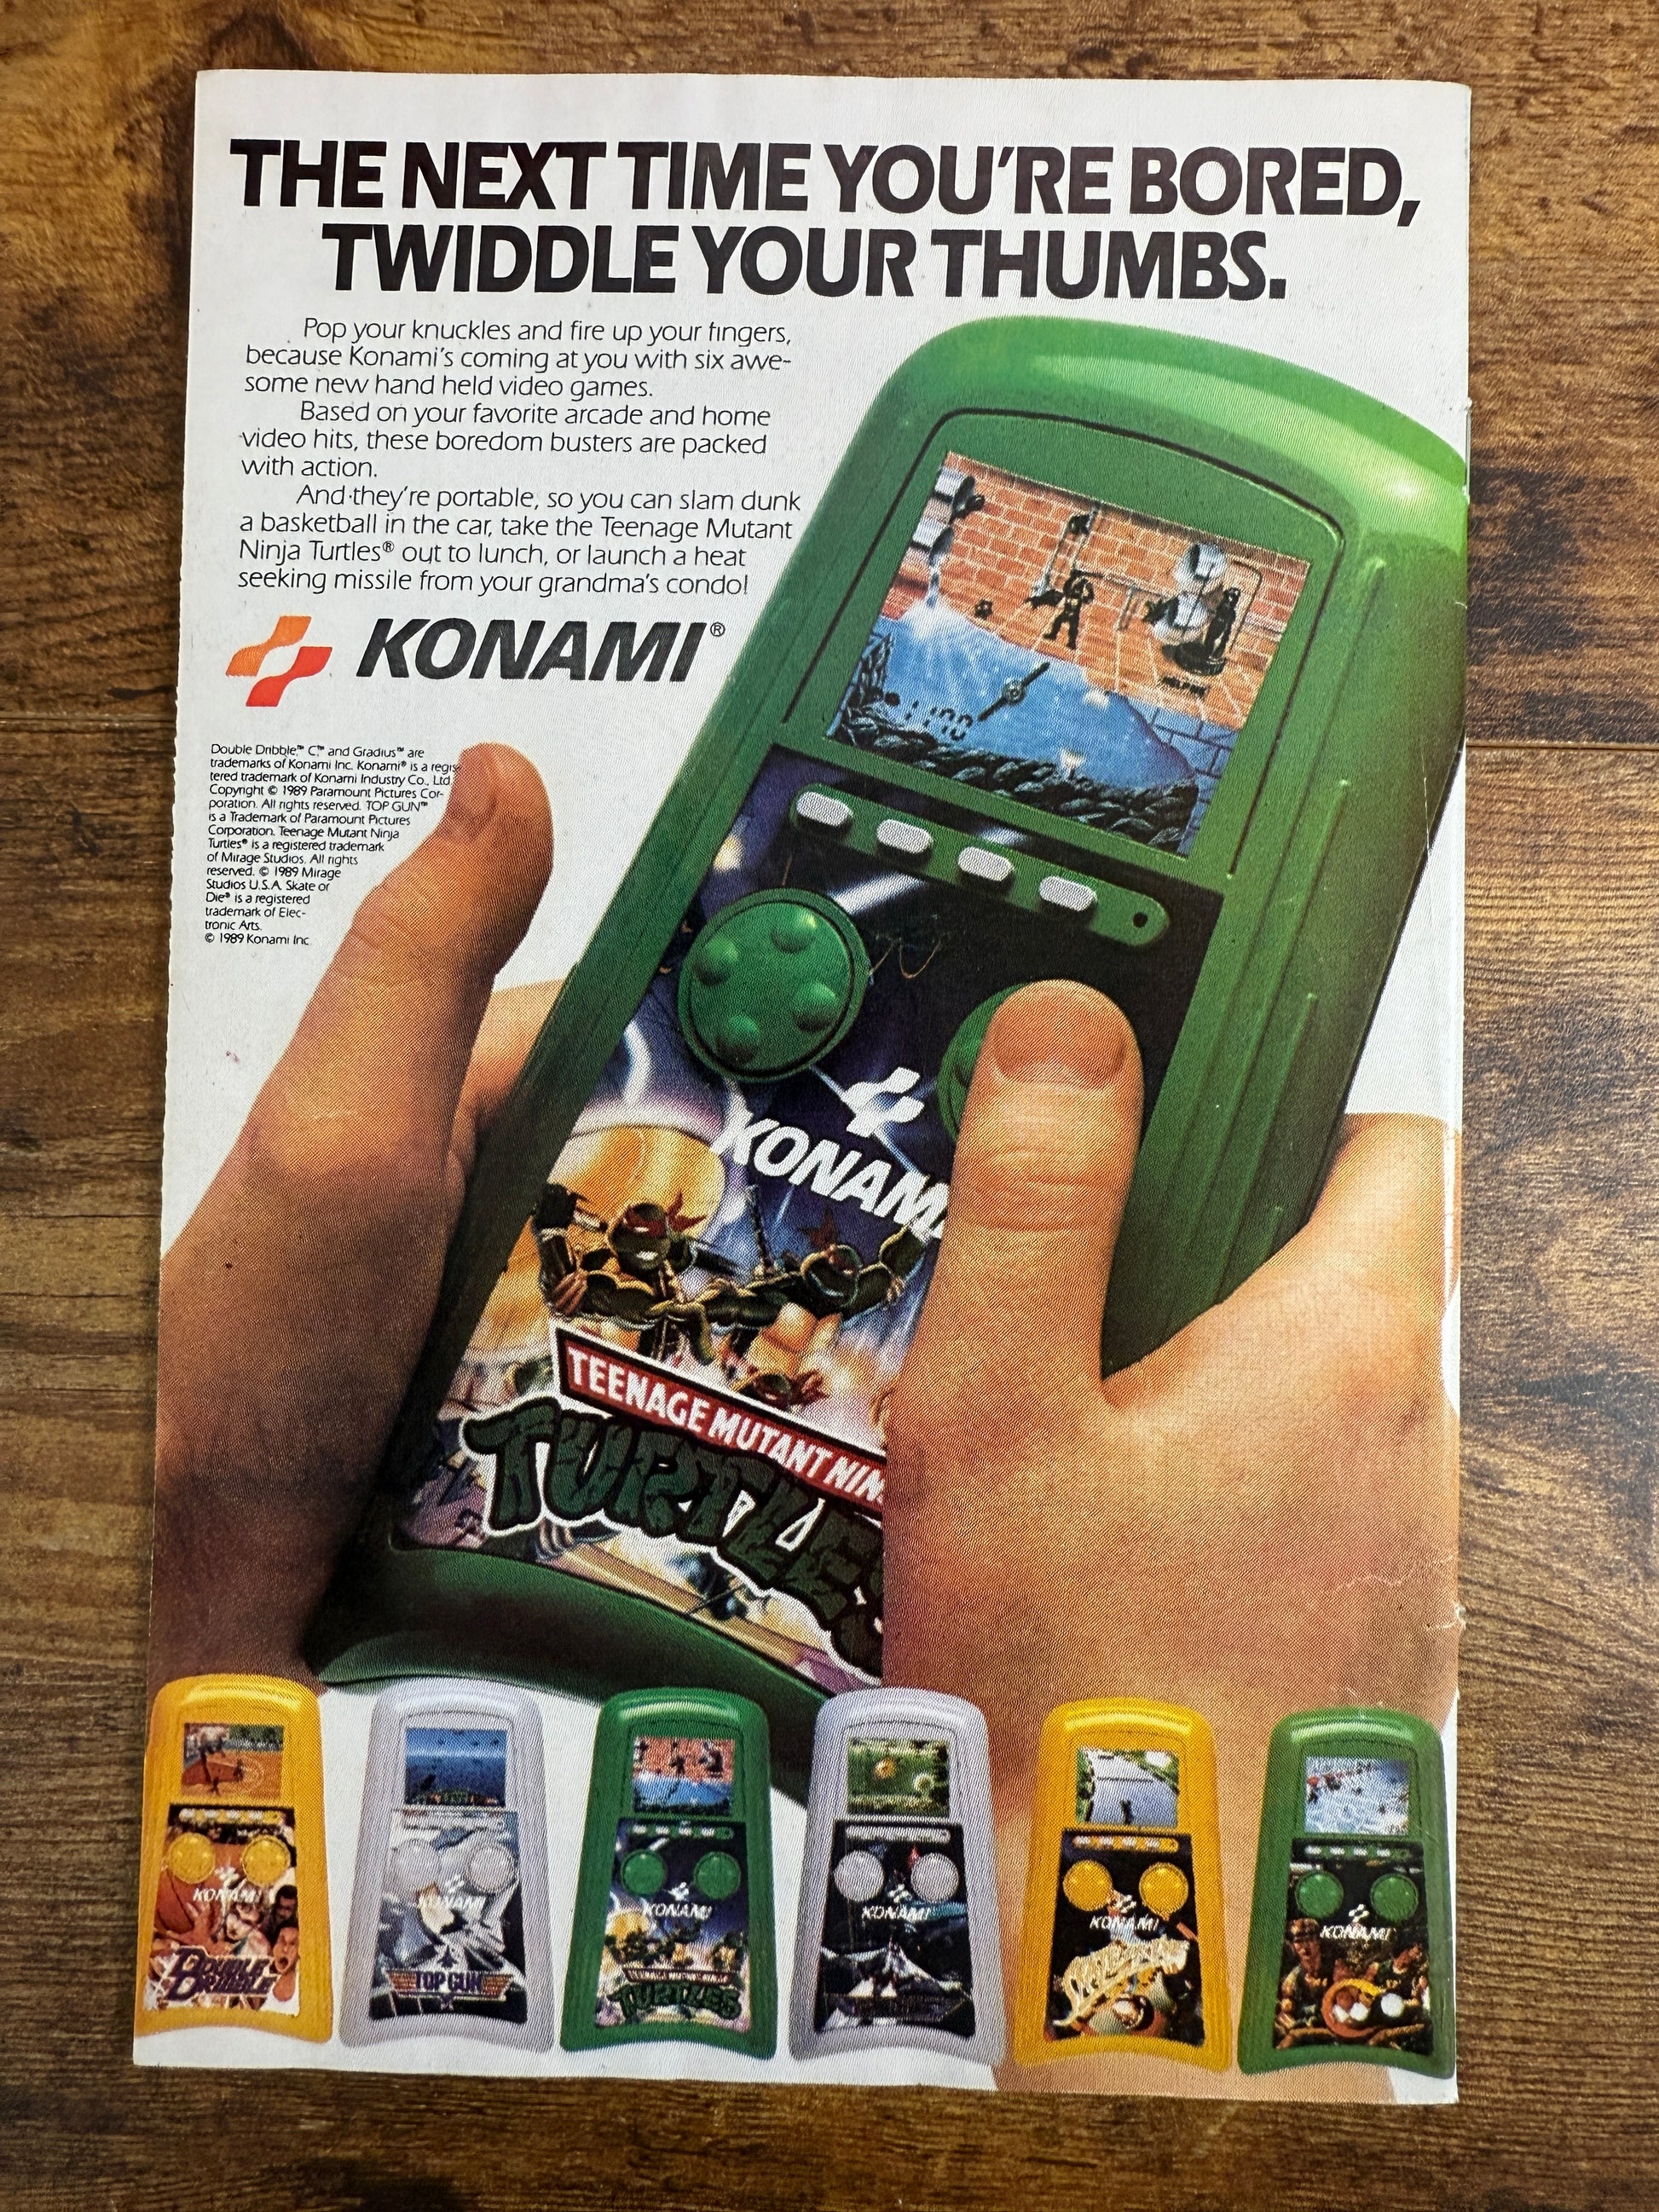 THE NEXT TIME YOU'RE BORED,
TWIDDLE YOUR THUMBS.
Pop your knuckles and fire up your fingers,
because Konami's coming at you with six awe-
some new hand held video games.
Based on your favorite arcade and home
video hits, these boredom busters are packed
with action.
And they're portable, so you can slam dunk
a basketball in the car, take the Teenage Mutant
Ninja Turtles® out to lunch, or launch a heat
seeking missile from your grandma's condo!
KONAMI®
Double Dribble,™ C,™ and Gradius™ are
trademarks of Konami Inc. Konami® is a regis-
tered trademark of Konami Industry Co., Ltd.
Copyright © 1989 Paramount Pictures Cor-
poration. All rights reserved. TOP GUN™
is a Trademark of Paramount Pictures
Corporation. Teenage Mutant Ninja
Turtles® is a registered trademark
of Mirage Studios. All rights
reserved. © 1989 Mirage
Studios U.S.A. Skate or
Die® is a registered
trademark of Elec-
tronic Arts.
© 1989 Konami Inc.
HELP ME
KONAMI
TEENAGE MUTANT NIN
TURTLES
KONAMI
DOUBLE
DRIBBLE
KONAMI
TOP GUN
KONAMI
TEENAGE MUTANT NINJA
TURTLES
KONAMI
KONAMI
KONAMI